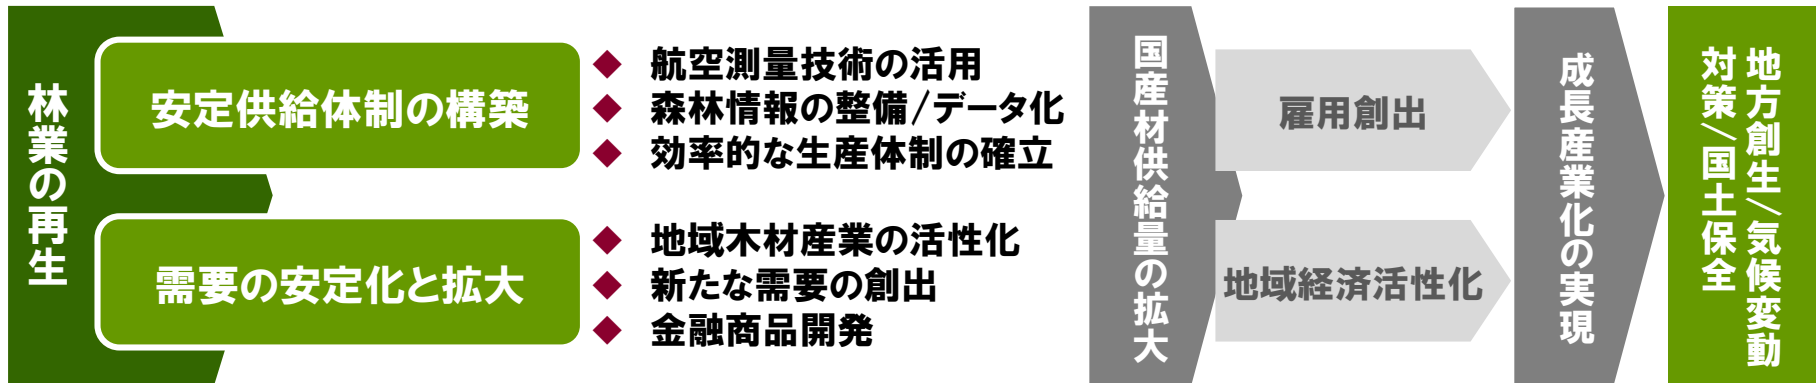 林業の再生
安定供給体制の構築
◆ 航空測量技術の活用
◆ 森林情報の整備/データ化
◆ 効率的な生産体制の確立
需要の安定化と拡大
◆ 地域木材産業の活性化
◆ 新たな需要の創出
◆ 金融商品開発
国産材供給量の拡大
雇用創出
地域経済活性化
成長産業化の実現
地方創生/気候変動
対策/国土保全